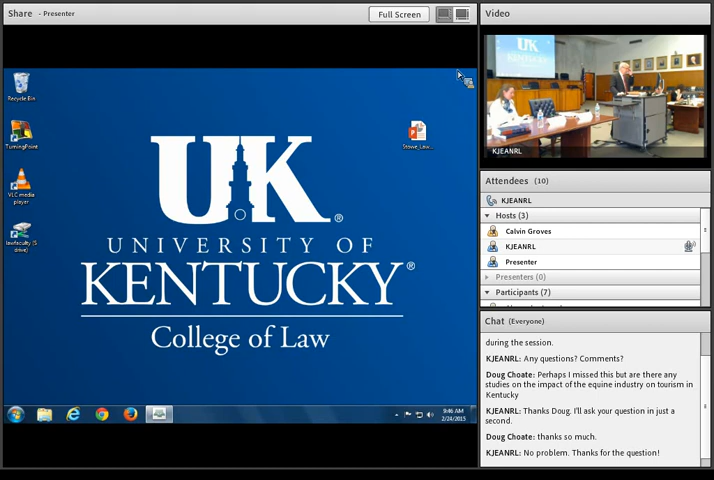 Share - Presenter
Full Screen
Recycle Bin
TurningPoint
VLC media
player
lawfaculty (S
drive)
Stowe_Law...
UK
®
UNIVERSITY OF
KENTUCKY®
College of Law
9:46 AM
2/24/2015
Video
UK
KJEANRL
Attendees (10)
KJEANRL
Hosts (3)
Calvin Groves
KJEANRL
Presenter
Presenters (0)
Participants (7)
Chat (Everyone)
during the session.
KJEANRL: Any questions? Comments?
Doug Choate: Perhaps I missed this but are there any
studies on the impact of the equine industry on tourism in
Kentucky
KJEANRL: Thanks Doug. I'll ask your question in just a
second.
Doug Choate: thanks so much.
KJEANRL: No problem. Thanks for the question!